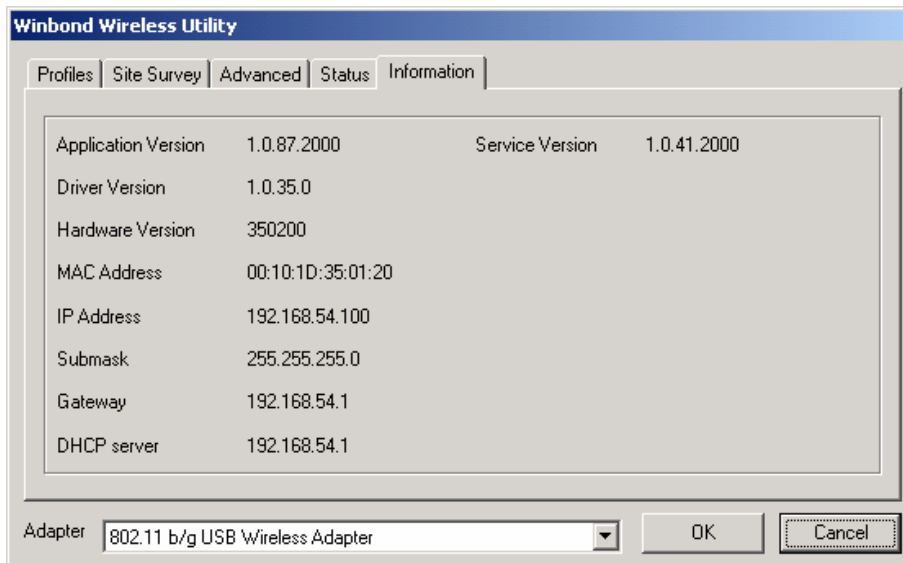 Winbond Wireless Utility
Profiles Site Survey Advanced Status Information
Application Version 1.0.87.2000 Service Version 1.0.41.2000
Driver Version 1.0.35.0
Hardware Version 350200
MAC Address 00:10:1D:35:01:20
IP Address 192.168.54.100
Submask 255.255.255.0
Gateway 192.168.54.1
DHCP server 192.168.54.1
Adapter 802.11 b/g USB Wireless Adapter OK Cancel